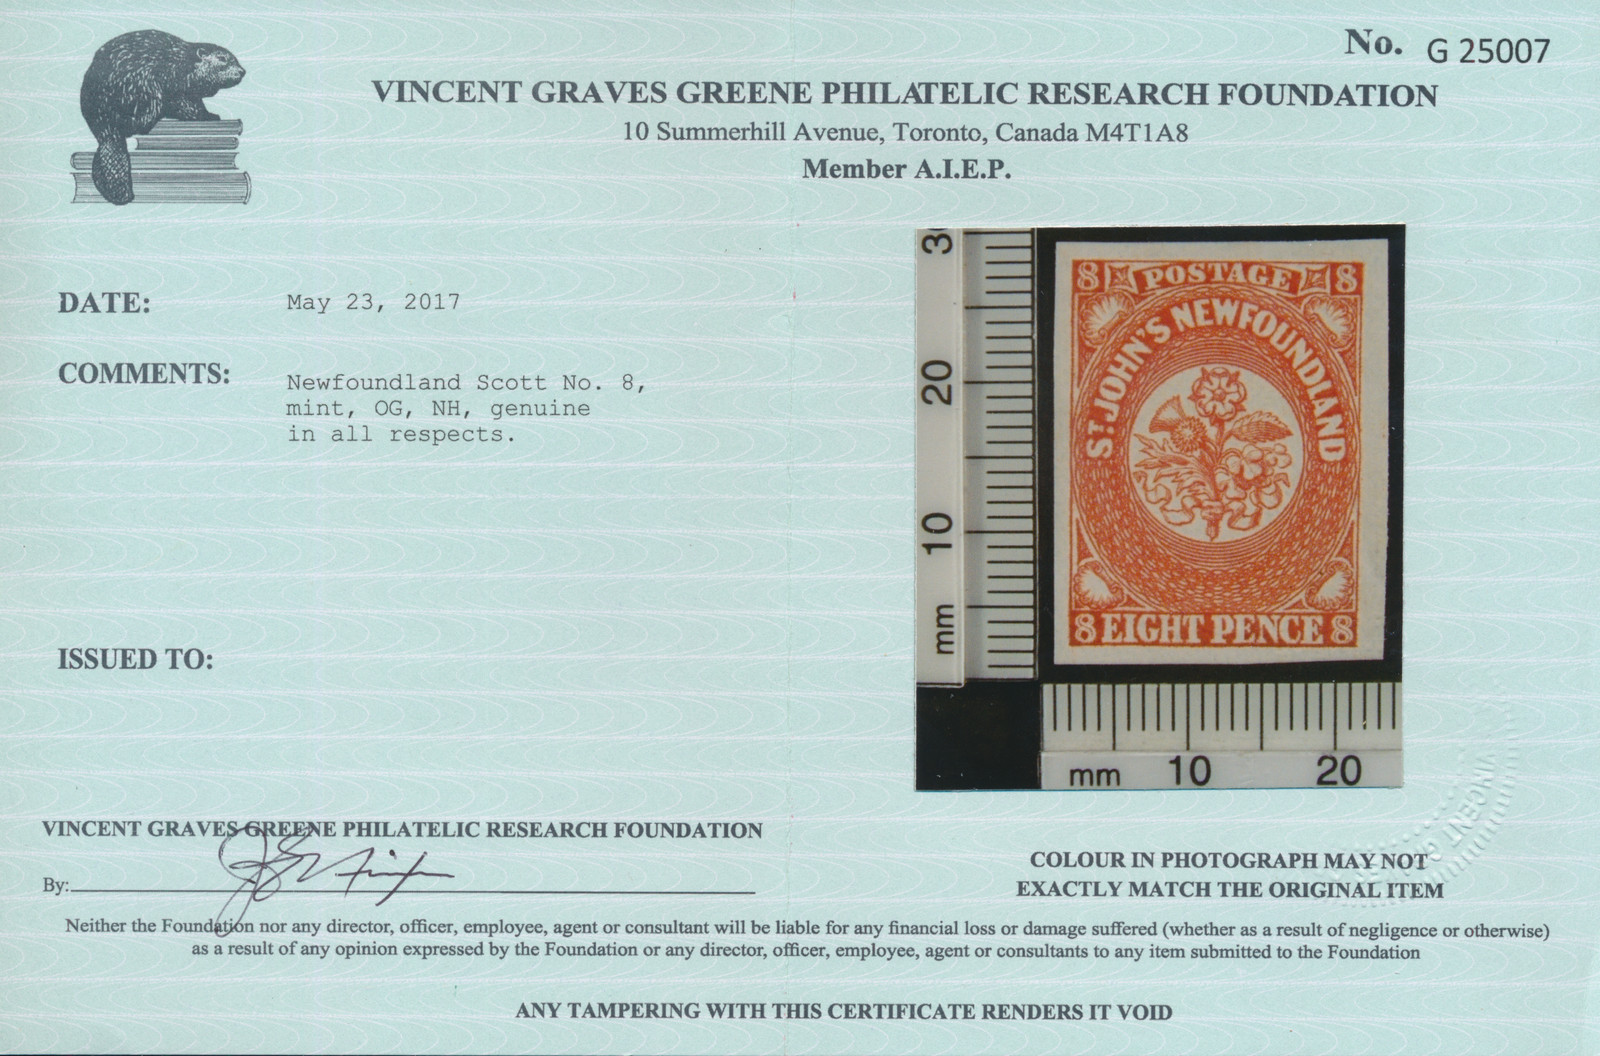 No. G 25007
VINCENT GRAVES GREENE PHILATELIC RESEARCH FOUNDATION
10 Summerhill Avenue, Toronto, Canada M4T1A8
Member A.I.E.P.
DATE: May 23, 2017
COMMENTS: Newfoundland Scott No. 8,
mint, OG, NH, genuine
in all respects.
ISSUED TO:
30
20
10
mm
8 POSTAGE 8
ST. JOHN'S NEWFOUNDLAND
8 EIGHT PENCE 8
mm 10 20
VINCENT
VINCENT GRAVES GREENE PHILATELIC RESEARCH FOUNDATION
By:
COLOUR IN PHOTOGRAPH MAY NOT
EXACTLY MATCH THE ORIGINAL ITEM
Neither the Foundation nor any director, officer, employee, agent or consultant will be liable for any financial loss or damage suffered (whether as a result of negligence or otherwise)
as a result of any opinion expressed by the Foundation or any director, officer, employee, agent or consultants to any item submitted to the Foundation
ANY TAMPERING WITH THIS CERTIFICATE RENDERS IT VOID